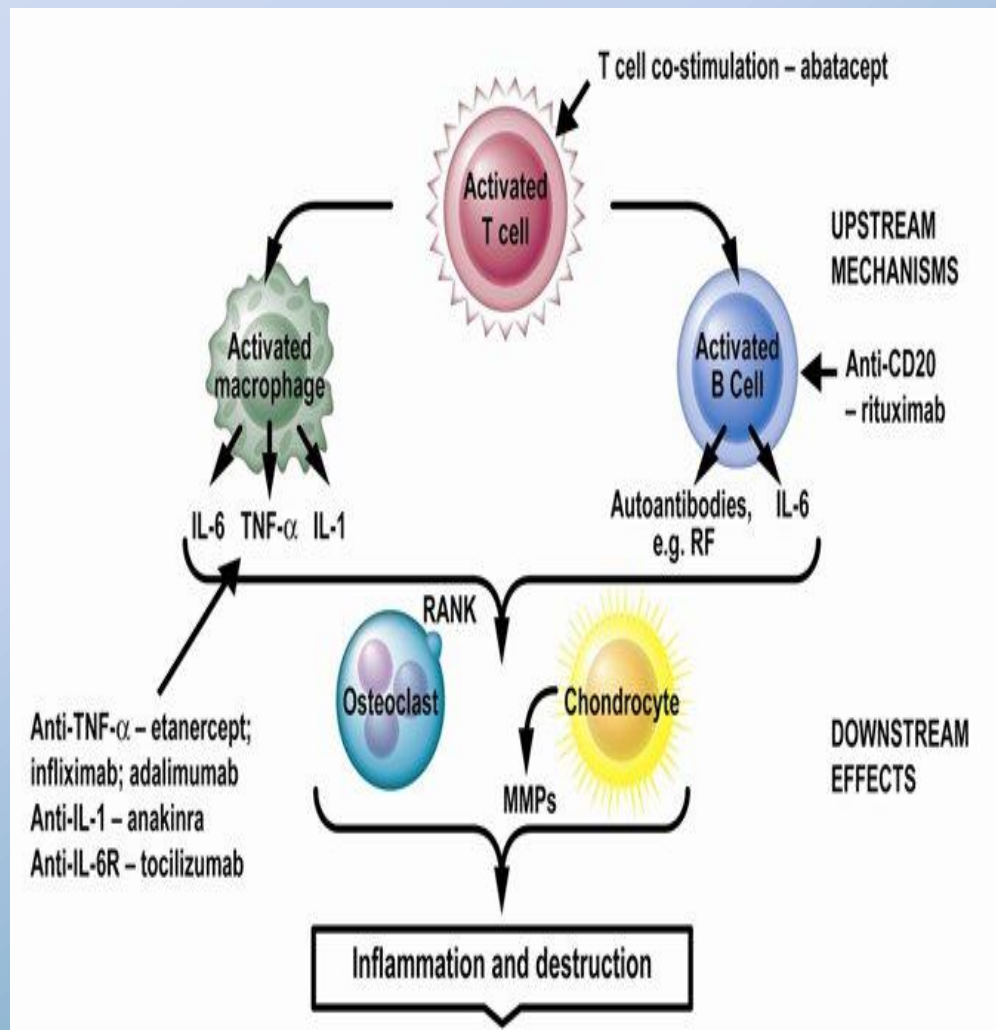 T cell co-stimulation – abatacept
Activated
T cell
UPSTREAM
MECHANISMS
Activated
macrophage
Activated
B Cell
Anti-CD20
– rituximab
IL-6 TNF-α IL-1
Autoantibodies,
e.g. RF
IL-6
RANK
Osteoclast
Chondrocyte
MMPs
Anti-TNF-α – etanercept;
infliximab; adalimumab
Anti-IL-1 – anakinra
Anti-IL-6R – tocilizumab
DOWNSTREAM
EFFECTS
Inflammation and destruction